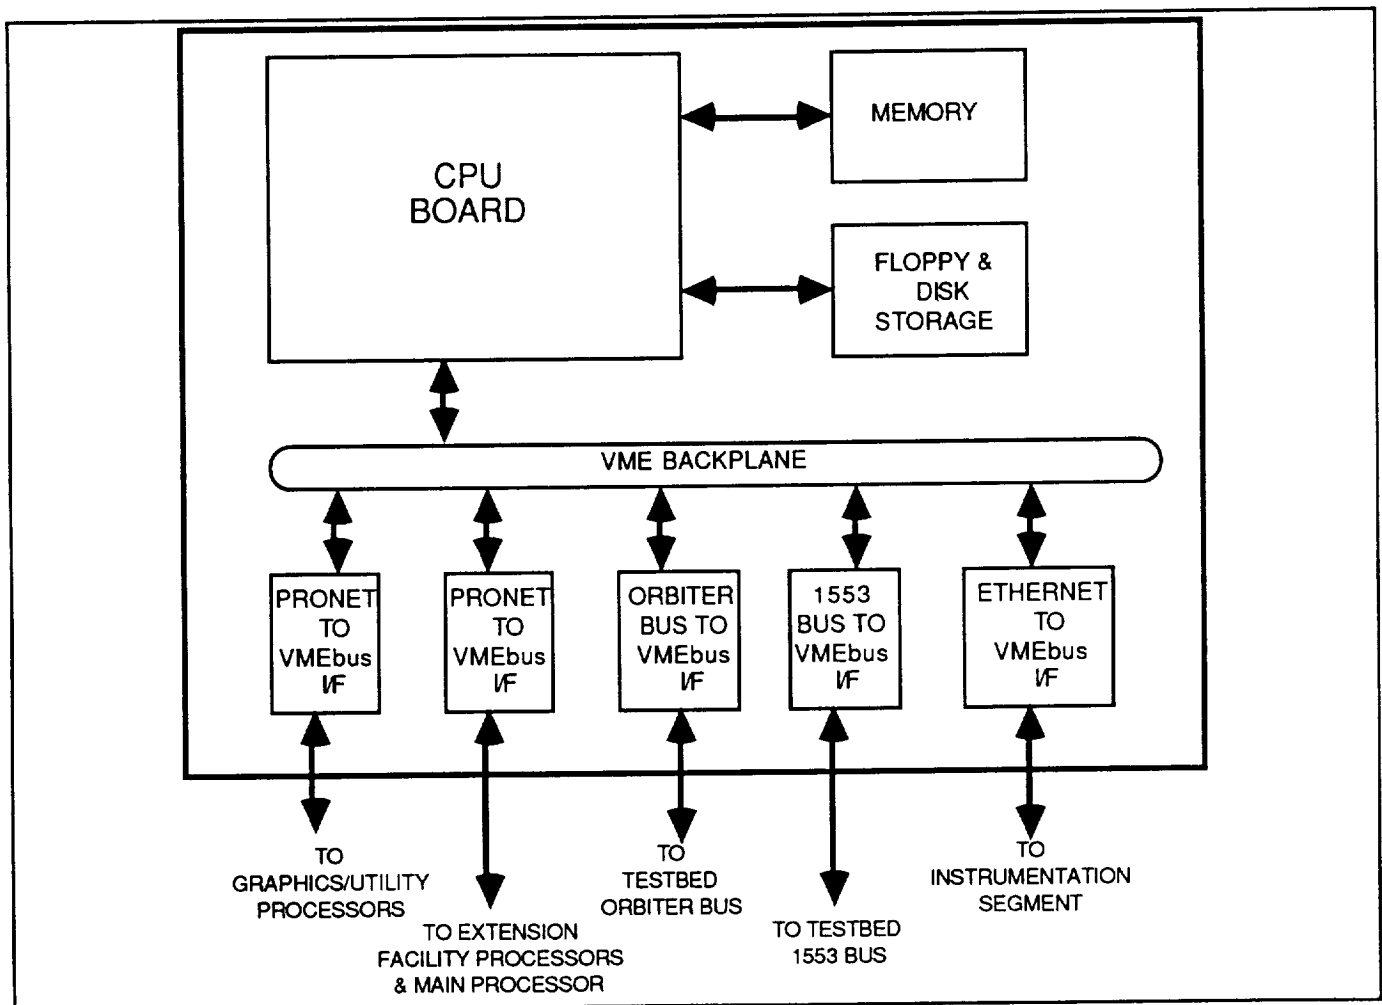 CPU
BOARD
MEMORY
FLOPPY &
DISK
STORAGE
VME BACKPLANE
PRONET
TO
VMEbus
I/F
PRONET
TO
VMEbus
I/F
ORBITER
BUS TO
VMEbus
I/F
1553
BUS TO
VMEbus
I/F
ETHERNET
TO
VMEbus
I/F
TO
GRAPHICS/UTILITY
PROCESSORS
TO EXTENSION
FACILITY PROCESSORS
& MAIN PROCESSOR
TO
TESTBED
ORBITER BUS
TO TESTBED
1553 BUS
TO
INSTRUMENTATION
SEGMENT